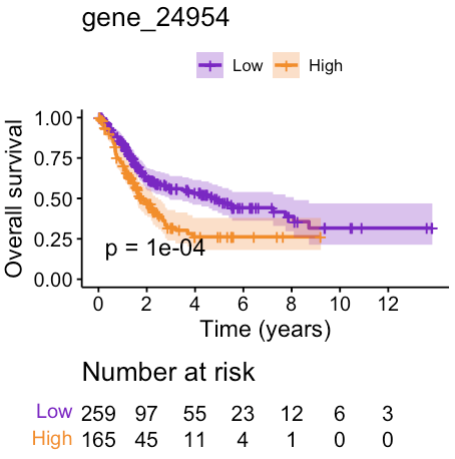 gene_24954
Low High
Overall survival
1.00
0.75
0.50
0.25
0.00
p = 1e-04
0 2 4 6 8 10 12
Time (years)
Number at risk
Low 259 97 55 23 12 6 3
High 165 45 11 4 1 0 0